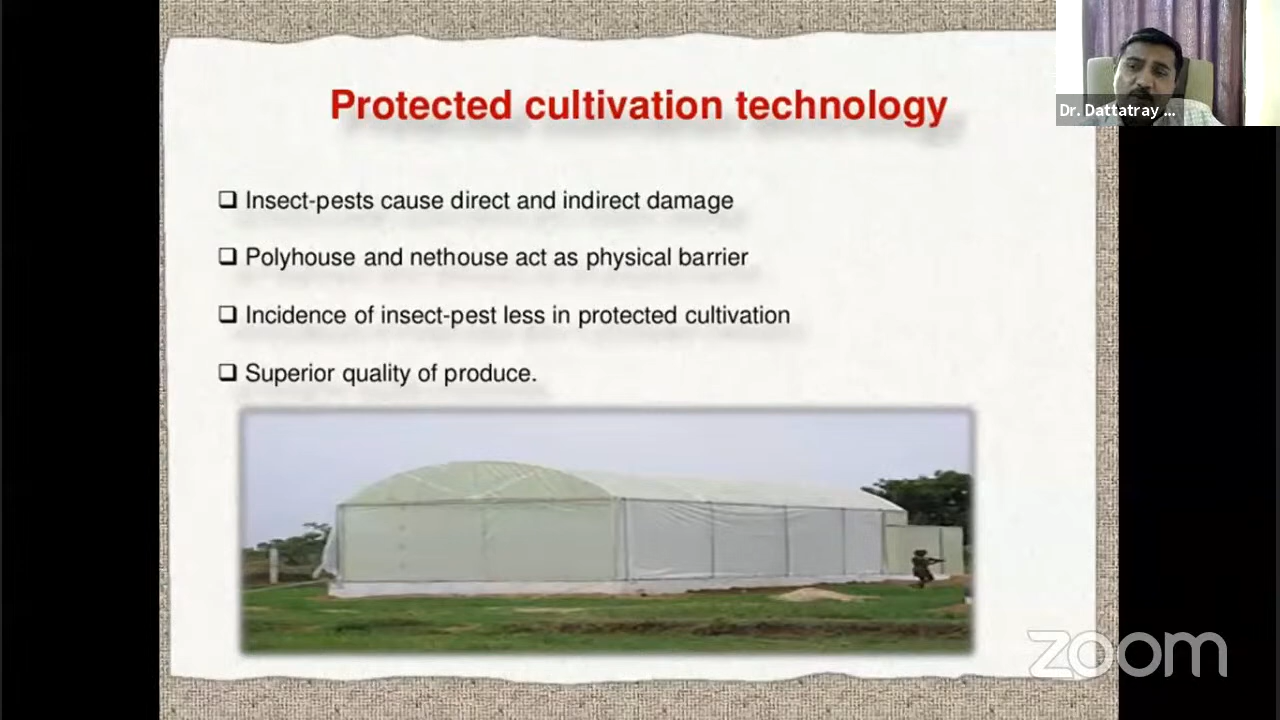 Protected cultivation technology
Dr. Dattatray ...
❑ Insect-pests cause direct and indirect damage
❑ Polyhouse and nethouse act as physical barrier
❑ Incidence of insect-pest less in protected cultivation
❑ Superior quality of produce.
zoom